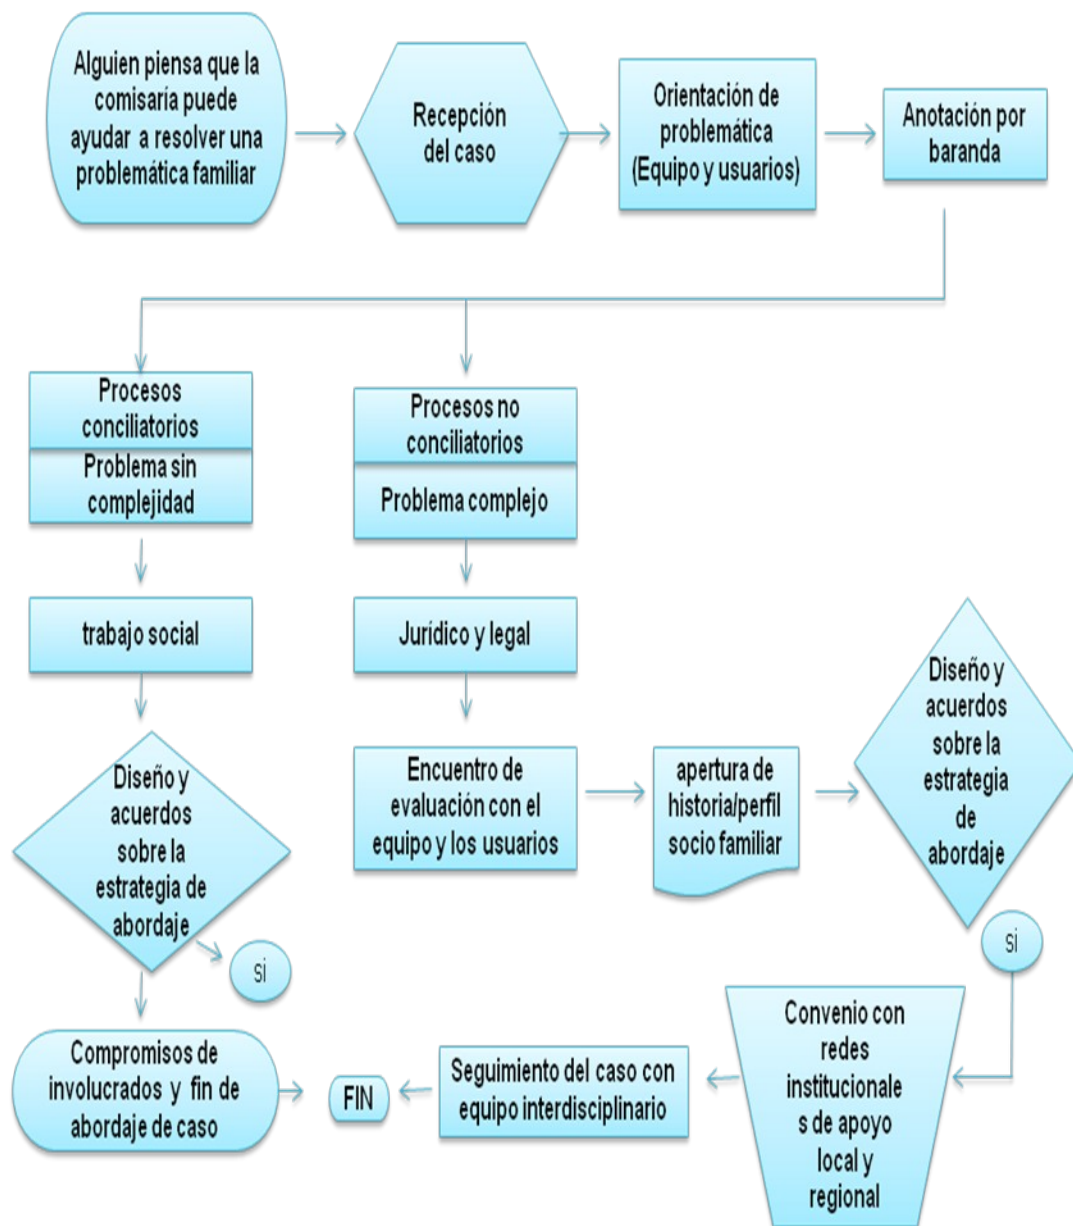 Alguien piensa que la
comisaría puede
ayudar a resolver una
problemática familiar
Recepción
del caso
Orientación de
problemática
(Equipo y usuarios)
Anotación por
baranda
Procesos
conciliatorios
Problema sin
complejidad
Procesos no
conciliatorios
Problema complejo
trabajo social
Jurídico y legal
Diseño y
acuerdos
sobre la
estrategia de
abordaje
si
Encuentro de
evaluación con el
equipo y los usuarios
apertura de
historia/perfil
socio familiar
Diseño y
acuerdos
sobre la
estrategia
de
abordaje
si
Compromisos de
involucrados y fin de
abordaje de caso
FIN
Seguimiento del caso con
equipo interdisciplinario
Convenio con
redes
institucionale
s de apoyo
local y
regional